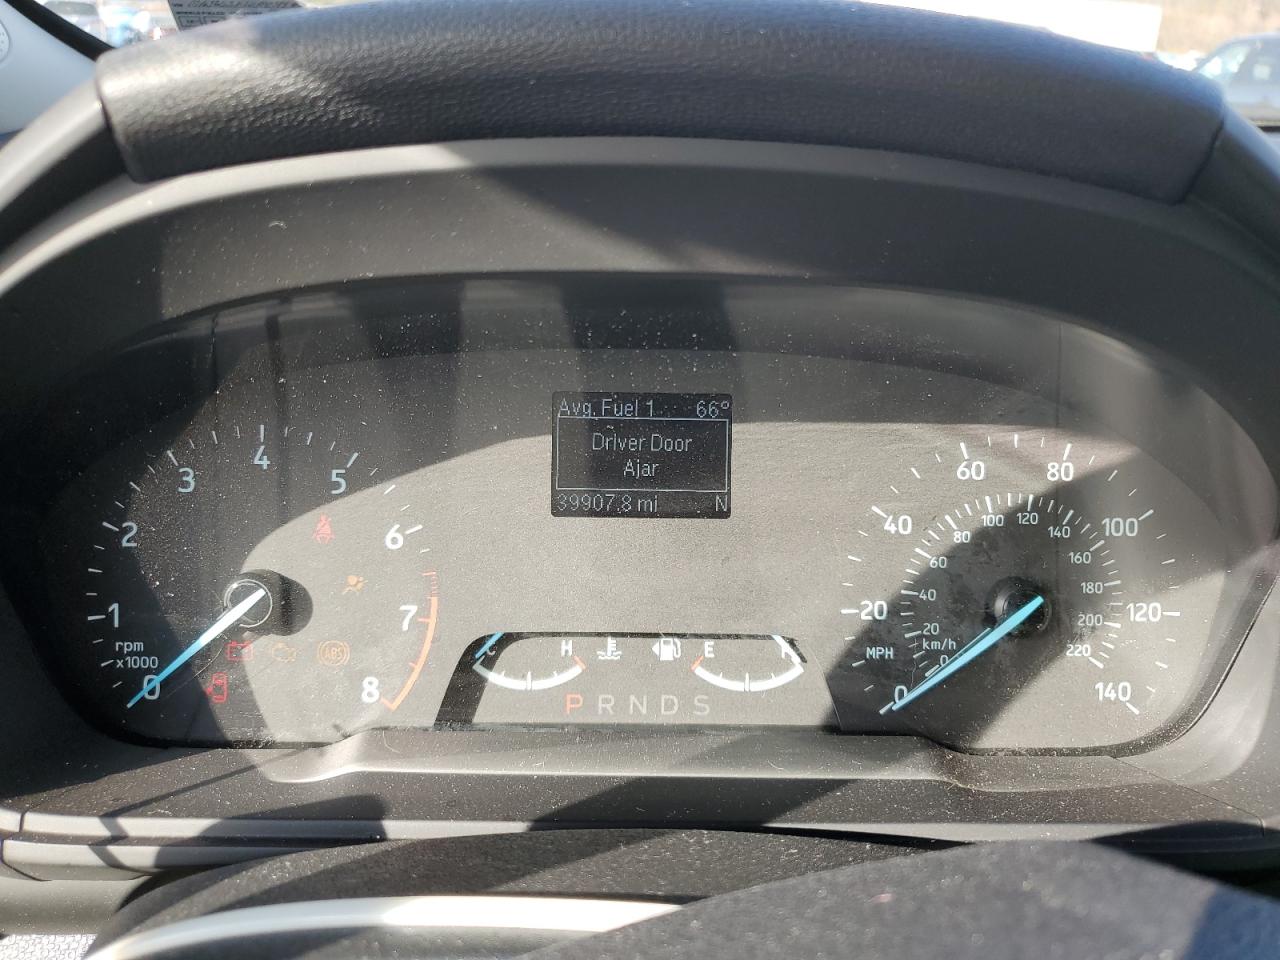 Avg. Fuel 1 66°
Driver Door
Ajar
39907.8 mi N
0 1 2 3 4 5 6 7 8
rpm
x1000
ABS
C H
E
P R N D S
0 20 40 60 80 100 120 140
MPH
0 20 40 60 80 100 120 140 160 180 200 220
km/h